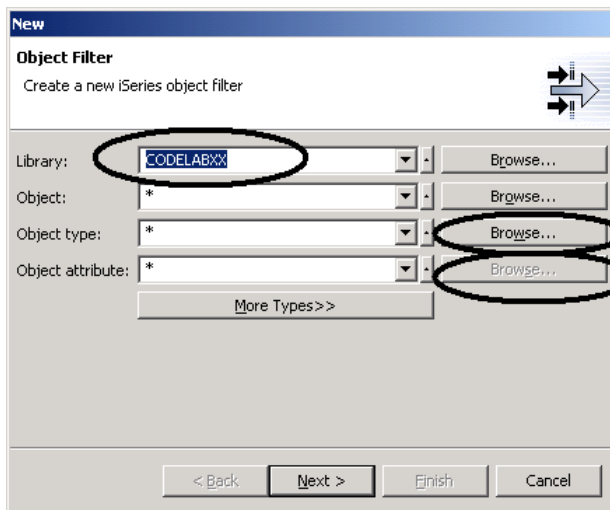 New
Object Filter
Create a new iSeries object filter
Library: CODELABXX Browse...
Object: * Browse...
Object type: * Browse...
Object attribute: * Browse...
More Types>>
< Back Next > Finish Cancel